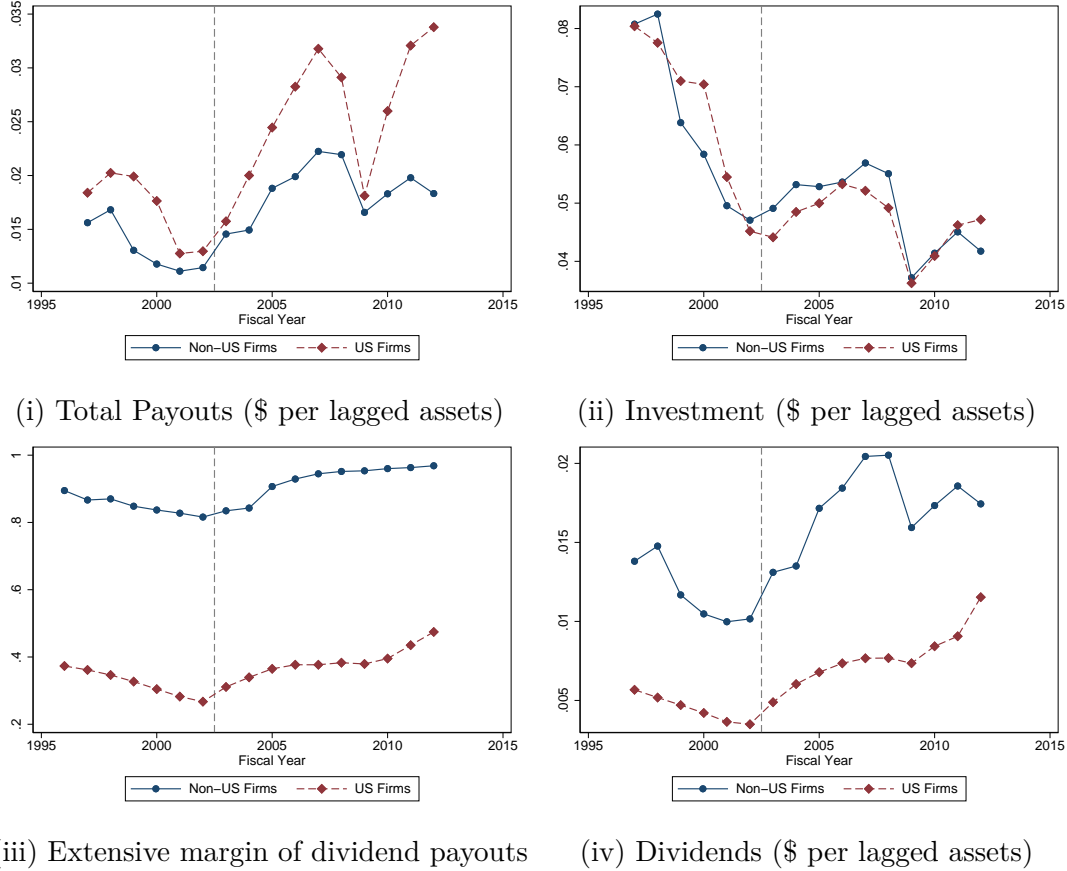 .035
.03
.025
.02
.015
.01
1995 2000 2005 2010 2015
Fiscal Year
Non−US Firms US Firms
(i) Total Payouts ($ per lagged assets)
.08
.07
.06
.05
.04
1995 2000 2005 2010 2015
Fiscal Year
Non−US Firms US Firms
(ii) Investment ($ per lagged assets)
1
.8
.6
.4
.2
1995 2000 2005 2010 2015
Fiscal Year
Non−US Firms US Firms
iii) Extensive margin of dividend payouts
.02
.015
.01
.005
1995 2000 2005 2010 2015
Fiscal Year
Non−US Firms US Firms
(iv) Dividends ($ per lagged assets)